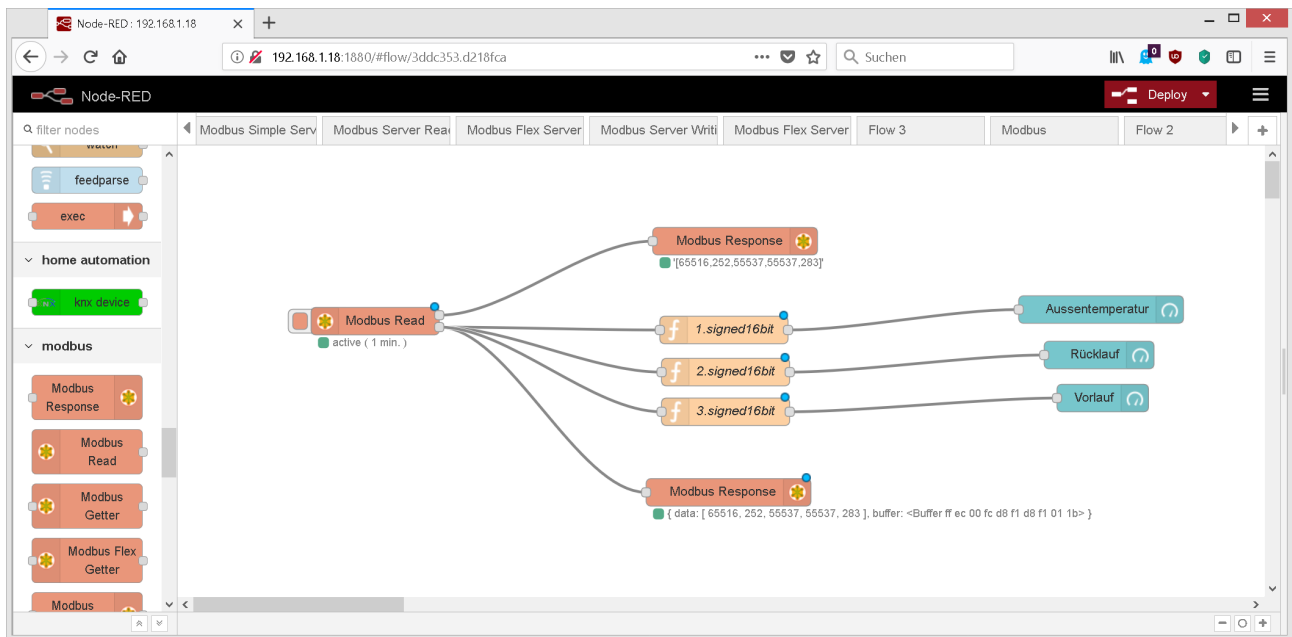 Node-RED : 192.168.1.18
192.168.1.18:1880/#flow/3ddc353.d218fca
Suchen
0
Node-RED
Deploy
filter nodes
Modbus Simple Serv
Modbus Server Read
Modbus Flex Server
Modbus Server Writi
Modbus Flex Server
Flow 3
Modbus
Flow 2
watch
feedparse
exec
home automation
knx device
modbus
Modbus
Response
Modbus
Read
Modbus
Getter
Modbus Flex
Getter
Modbus
Modbus Response
'[65516,252,55537,55537,283]'
Modbus Read
active ( 1 min. )
1.signed16bit
Aussentemperatur
2.signed16bit
Rücklauf
3.signed16bit
Vorlauf
Modbus Response
{ data: [ 65516, 252, 55537, 55537, 283 ], buffer: <Buffer ff ec 00 fc d8 f1 d8 f1 01 1b> }